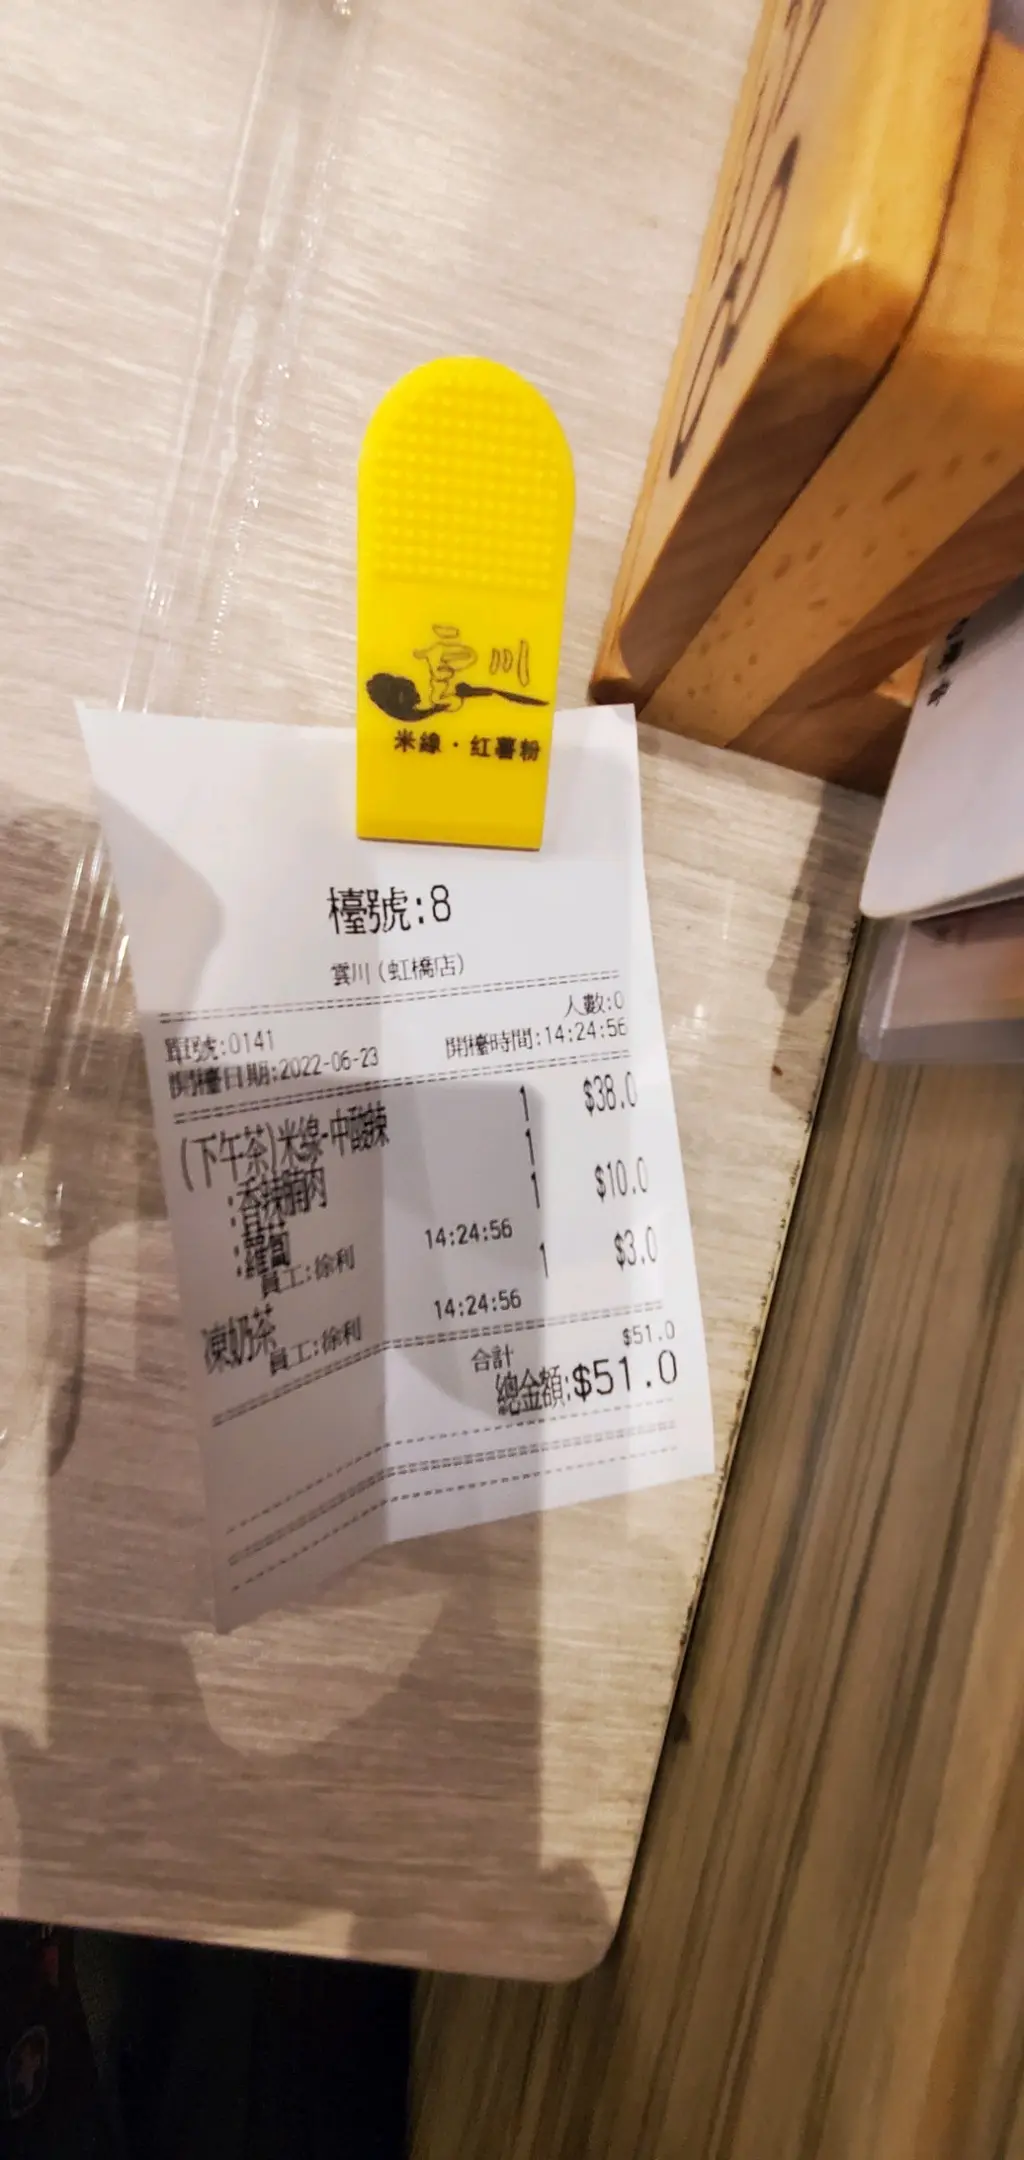 雲川
米線·紅薯粉
檯號:8
雲川(虹橋店)
人數:0
單號:0141
開檯日期:2022-06-23 開檯時間:14:24:56
(下午茶)米線-中酸辣 1 $38.0
:香辣腩肉 1
: 1 $10.0
員工:徐利 14:24:56
凍奶茶 1 $3.0
員工:徐利 14:24:56
合計 $51.0
總金額:$51.0